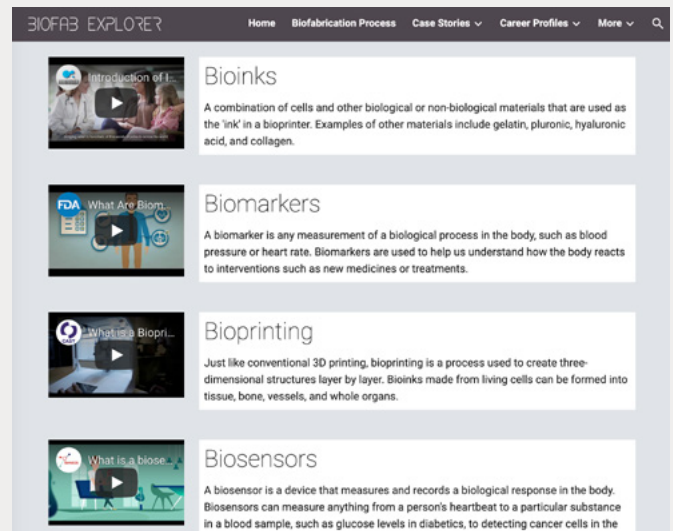 BIOFAB EXPLORER
Home Biofabrication Process Case Stories Career Profiles More
Introduction of I...
Bioinks
A combination of cells and other biological or non-biological materials that are used as
the 'ink' in a bioprinter. Examples of other materials include gelatin, pluronic, hyaluronic
acid, and collagen.
FDA What Are Biom...
Biomarkers
A biomarker is any measurement of a biological process in the body, such as blood
pressure or heart rate. Biomarkers are used to help us understand how the body reacts
to interventions such as new medicines or treatments.
What is a Biopri...
Bioprinting
Just like conventional 3D printing, bioprinting is a process used to create three-
dimensional structures layer by layer. Bioinks made from living cells can be formed into
tissue, bone, vessels, and whole organs.
What is a biose...
Biosensors
A biosensor is a device that measures and records a biological response in the body.
Biosensors can measure anything from a person's heartbeat to a particular substance
in a blood sample, such as glucose levels in diabetics, to detecting cancer cells in the